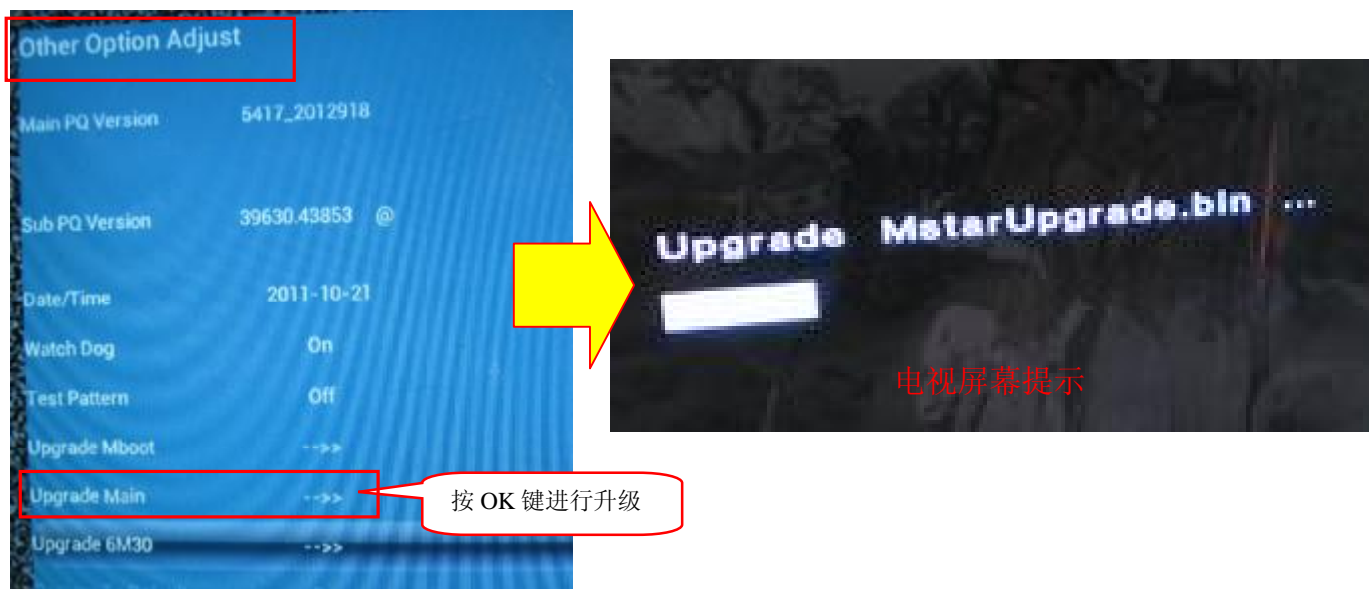 Other Option Adjust
Main PQ Version 5417_2012918
Sub PQ Version 39630.43853 @
Date/Time 2011-10-21
Watch Dog On
Test Pattern Off
Upgrade Mboot -->>
Upgrade Main -->>
Upgrade 6M30 -->>
按 OK 键进行升级
Upgrade MstarUpgrade.bin ...
电视屏幕提示